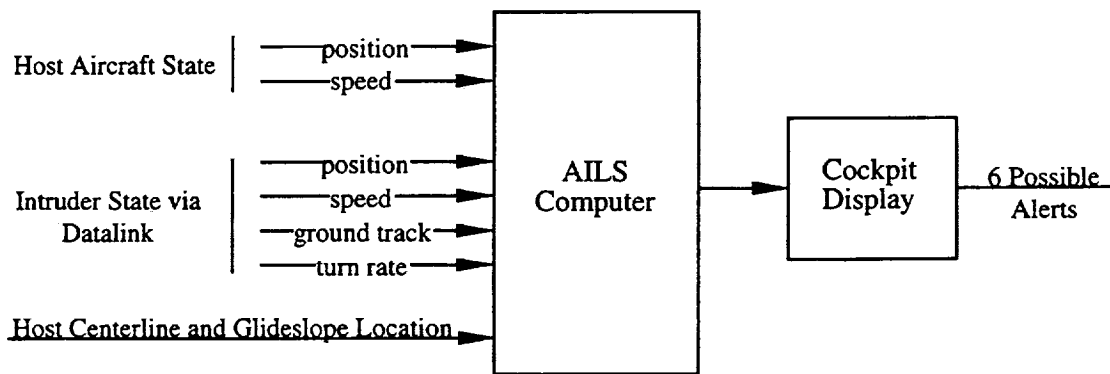 Host Aircraft State
position
speed
Intruder State via
Datalink
position
speed
ground track
turn rate
Host Centerline and Glideslope Location
AILS
Computer
Cockpit
Display
6 Possible
Alerts